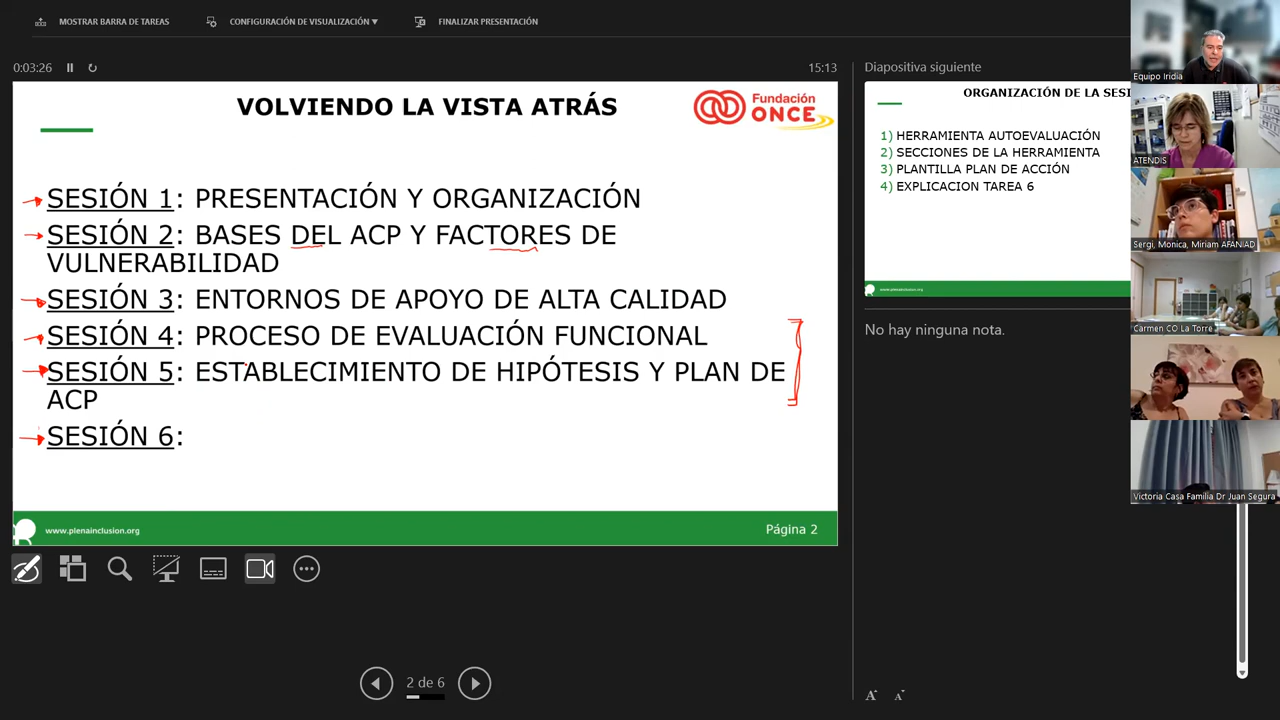 MOSTRAR BARRA DE TAREAS
CONFIGURACIÓN DE VISUALIZACIÓN ▼
FINALIZAR PRESENTACIÓN
0:03:26
15:13
VOLVIENDO LA VISTA ATRÁS
Fundación
ONCE
SESIÓN 1: PRESENTACIÓN Y ORGANIZACIÓN
SESIÓN 2: BASES DEL ACP Y FACTORES DE
VULNERABILIDAD
SESIÓN 3: ENTORNOS DE APOYO DE ALTA CALIDAD
SESIÓN 4: PROCESO DE EVALUACIÓN FUNCIONAL
SESIÓN 5: ESTABLECIMIENTO DE HIPÓTESIS Y PLAN DE
ACP
SESIÓN 6:
www.plenainclusion.org
Página 2
2 de 6
Diapositiva siguiente
ORGANIZACIÓN DE LA SESI
1) HERRAMIENTA AUTOEVALUACIÓN
2) SECCIONES DE LA HERRAMIENTA
3) PLANTILLA PLAN DE ACCIÓN
4) EXPLICACION TAREA 6
www.plenainclusion.org
No hay ninguna nota.
A A
Equipo Iridia
ATENDIS
Sergi, Monica, Miriam AFANIAD
Carmen CO La Torre
Victoria Casa Familia Dr Juan Segura